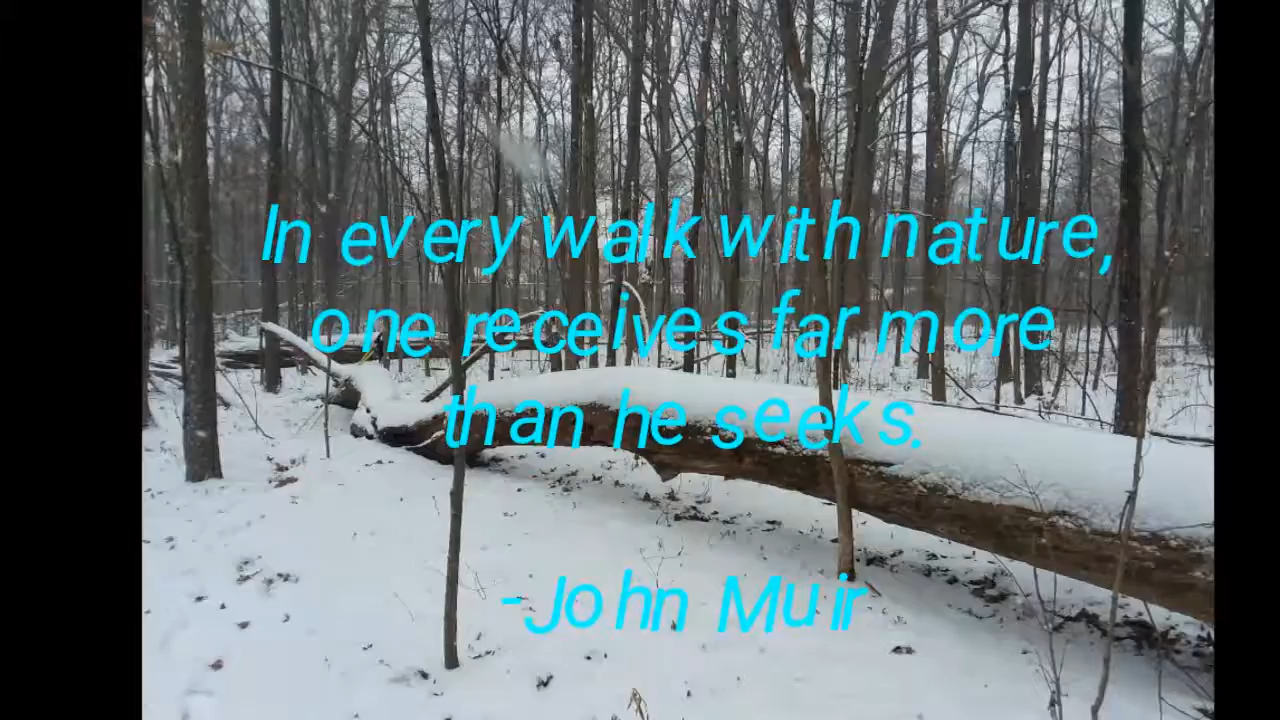 In every walk with nature,
one receives far more
than he seeks.
-John Muir